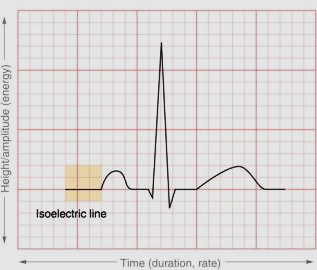 Height/amplitude (energy)
Isoelectric line
Time (duration, rate)